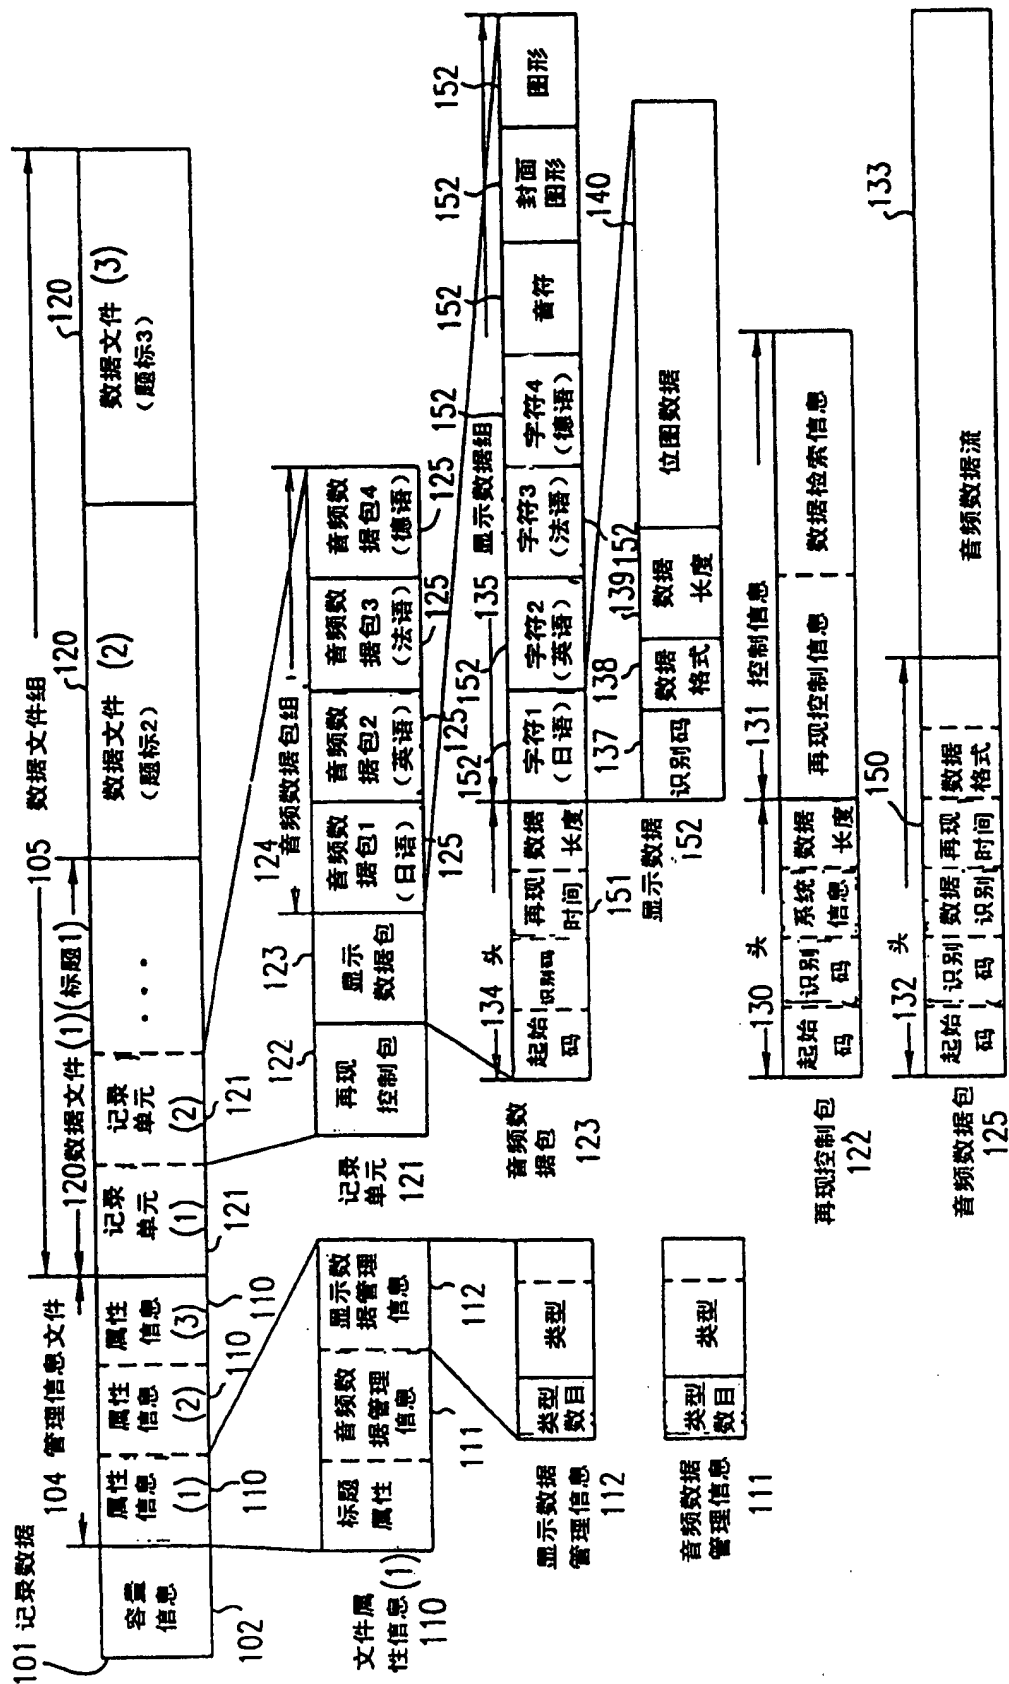 101 记录数据
104 管理信息文件
105 数据文件组
120 数据文件(1)(标题1)
120
120
容量
信息
102
属性
信息
(1)
110
属性
信息
(2)
110
属性
信息
(3)
110
记录
单元
(1)
121
记录
单元
(2)
121
• • •
数据文件 (2)
(题标2)
数据文件 (3)
(题标3)
文件属
性信息(1)
110
标题
属性
音频数
据管理
信息
111
显示数
据管理
信息
112
记录
单元
121
再现
控制包
122
显示
数据包
123
124
音频数据包组
音频数
据包1
(日语)
125
音频数
据包2
(英语)
125
音频数
据包3
(法语)
125
音频数
据包4
(德语)
125
显示数据
管理信息
112
类型
数目
类型
音频数
据包
123
134 头
起始
码
识别码
再现
时间
151
数据
长度
135 显示数据组
字符1
(日语)
152
字符2
(英语)
152
字符3
(法语)
152
字符4
(德语)
152
音符
152
封面
图形
152
图形
152
显示数据
152
识别码
137
数据
格式
138
数据
长度
139
位图数据
140
音频数据
管理信息
111
类型
数目
类型
再现控制包
122
130 头
起始
码
识别
码
系统
信息
数据
长度
131 控制信息
再现控制信息
数据检索信息
音频数据包
125
132 头
起始
码
识别
码
数据
识别
再现
时间
150
数据
格式
音频数据流
133